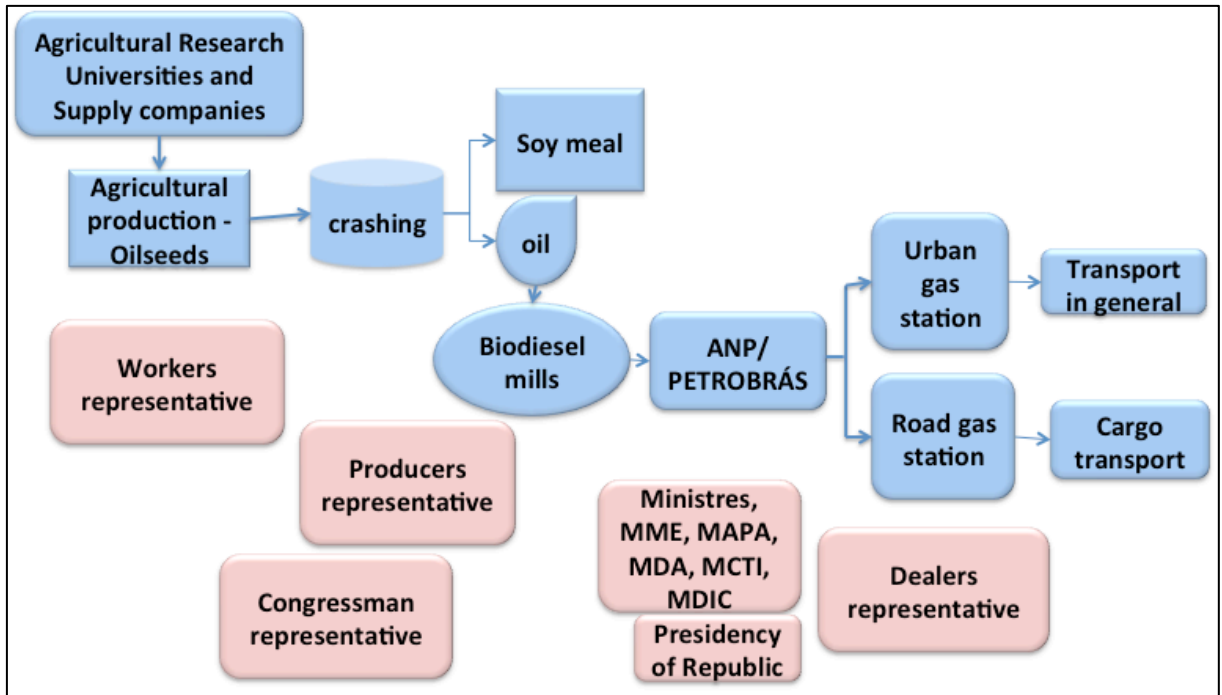 Agricultural Research
Universities and
Supply companies
Soy meal
Agricultural
production -
Oilseeds
crashing
oil
Urban
gas
station
Transport
in general
Biodiesel
mills
ANP/
PETROBRÁS
Road gas
station
Cargo
transport
Workers
representative
Producers
representative
Ministres,
MME, MAPA,
MDA, MCTI,
MDIC
Dealers
representative
Congressman
representative
Presidency
of Republic